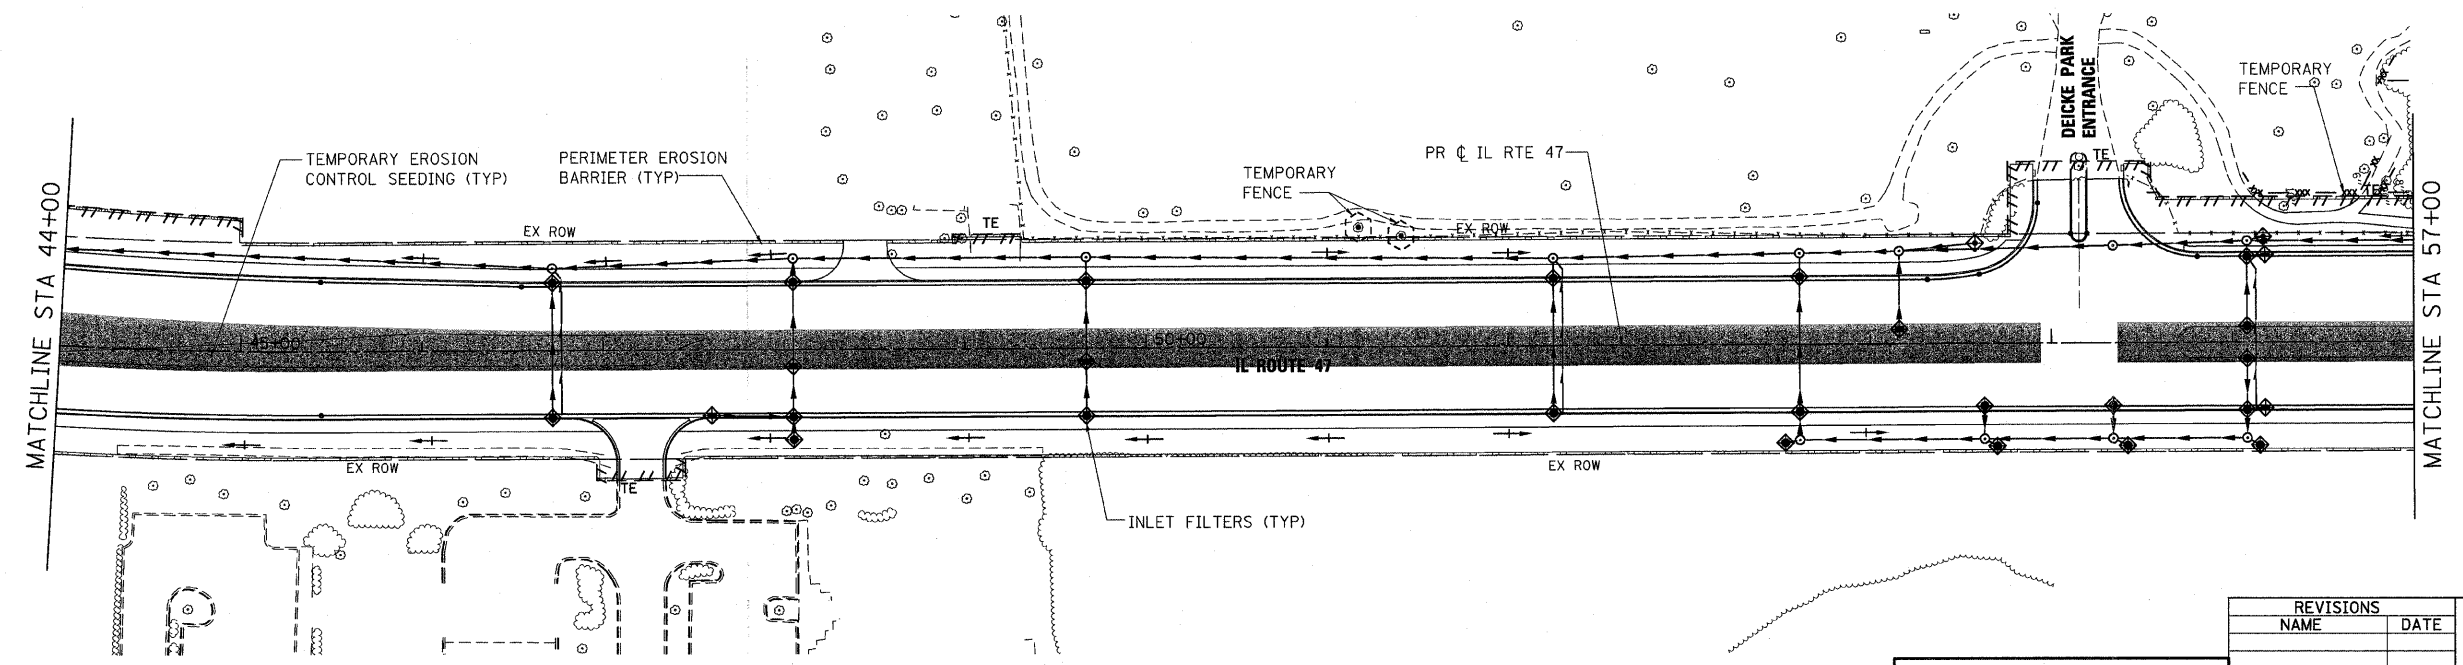 DEICKE PARK
ENTRANCE
TEMPORARY
FENCE
TEMPORARY EROSION
CONTROL SEEDING (TYP)
PERIMETER EROSION
BARRIER (TYP)
TEMPORARY
FENCE
PR ℄ IL RTE 47
TE
TE
TE
EX ROW
EX ROW
MATCHLINE STA 44+00
MATCHLINE STA 57+00
45+00
50+00
IL ROUTE 47
EX ROW
EX ROW
TE
INLET FILTERS (TYP)
REVISIONS
NAME
DATE